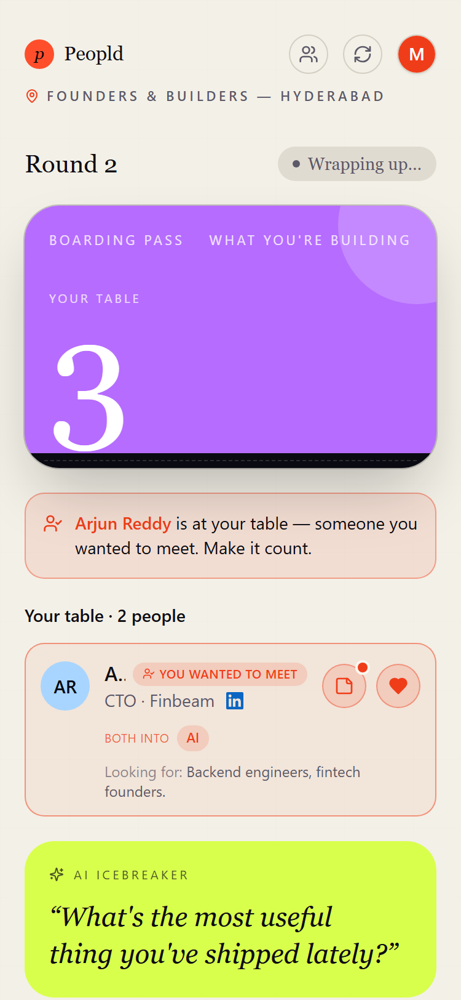 p Peopld M
FOUNDERS & BUILDERS — HYDERABAD
Round 2 Wrapping up...
BOARDING PASS WHAT YOU'RE BUILDING
YOUR TABLE
3
Arjun Reddy is at your table — someone you
wanted to meet. Make it count.
Your table · 2 people
AR A.. YOU WANTED TO MEET
CTO · Finbeam in
BOTH INTO AI
Looking for: Backend engineers, fintech
founders.
AI ICEBREAKER
“What's the most useful
thing you've shipped lately?”